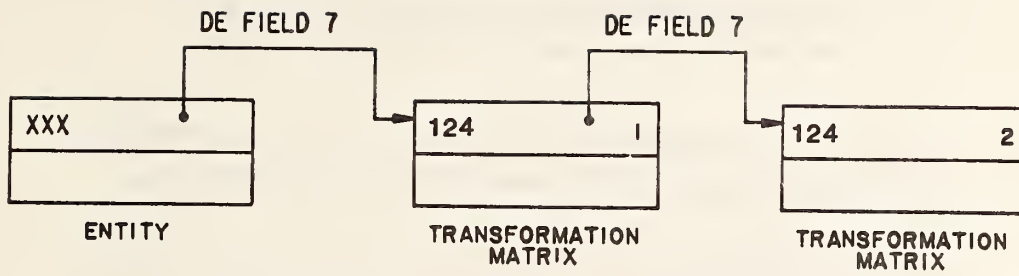 DE FIELD 7
DE FIELD 7
XXX
124 1
124 2
ENTITY
TRANSFORMATION
MATRIX
TRANSFORMATION
MATRIX